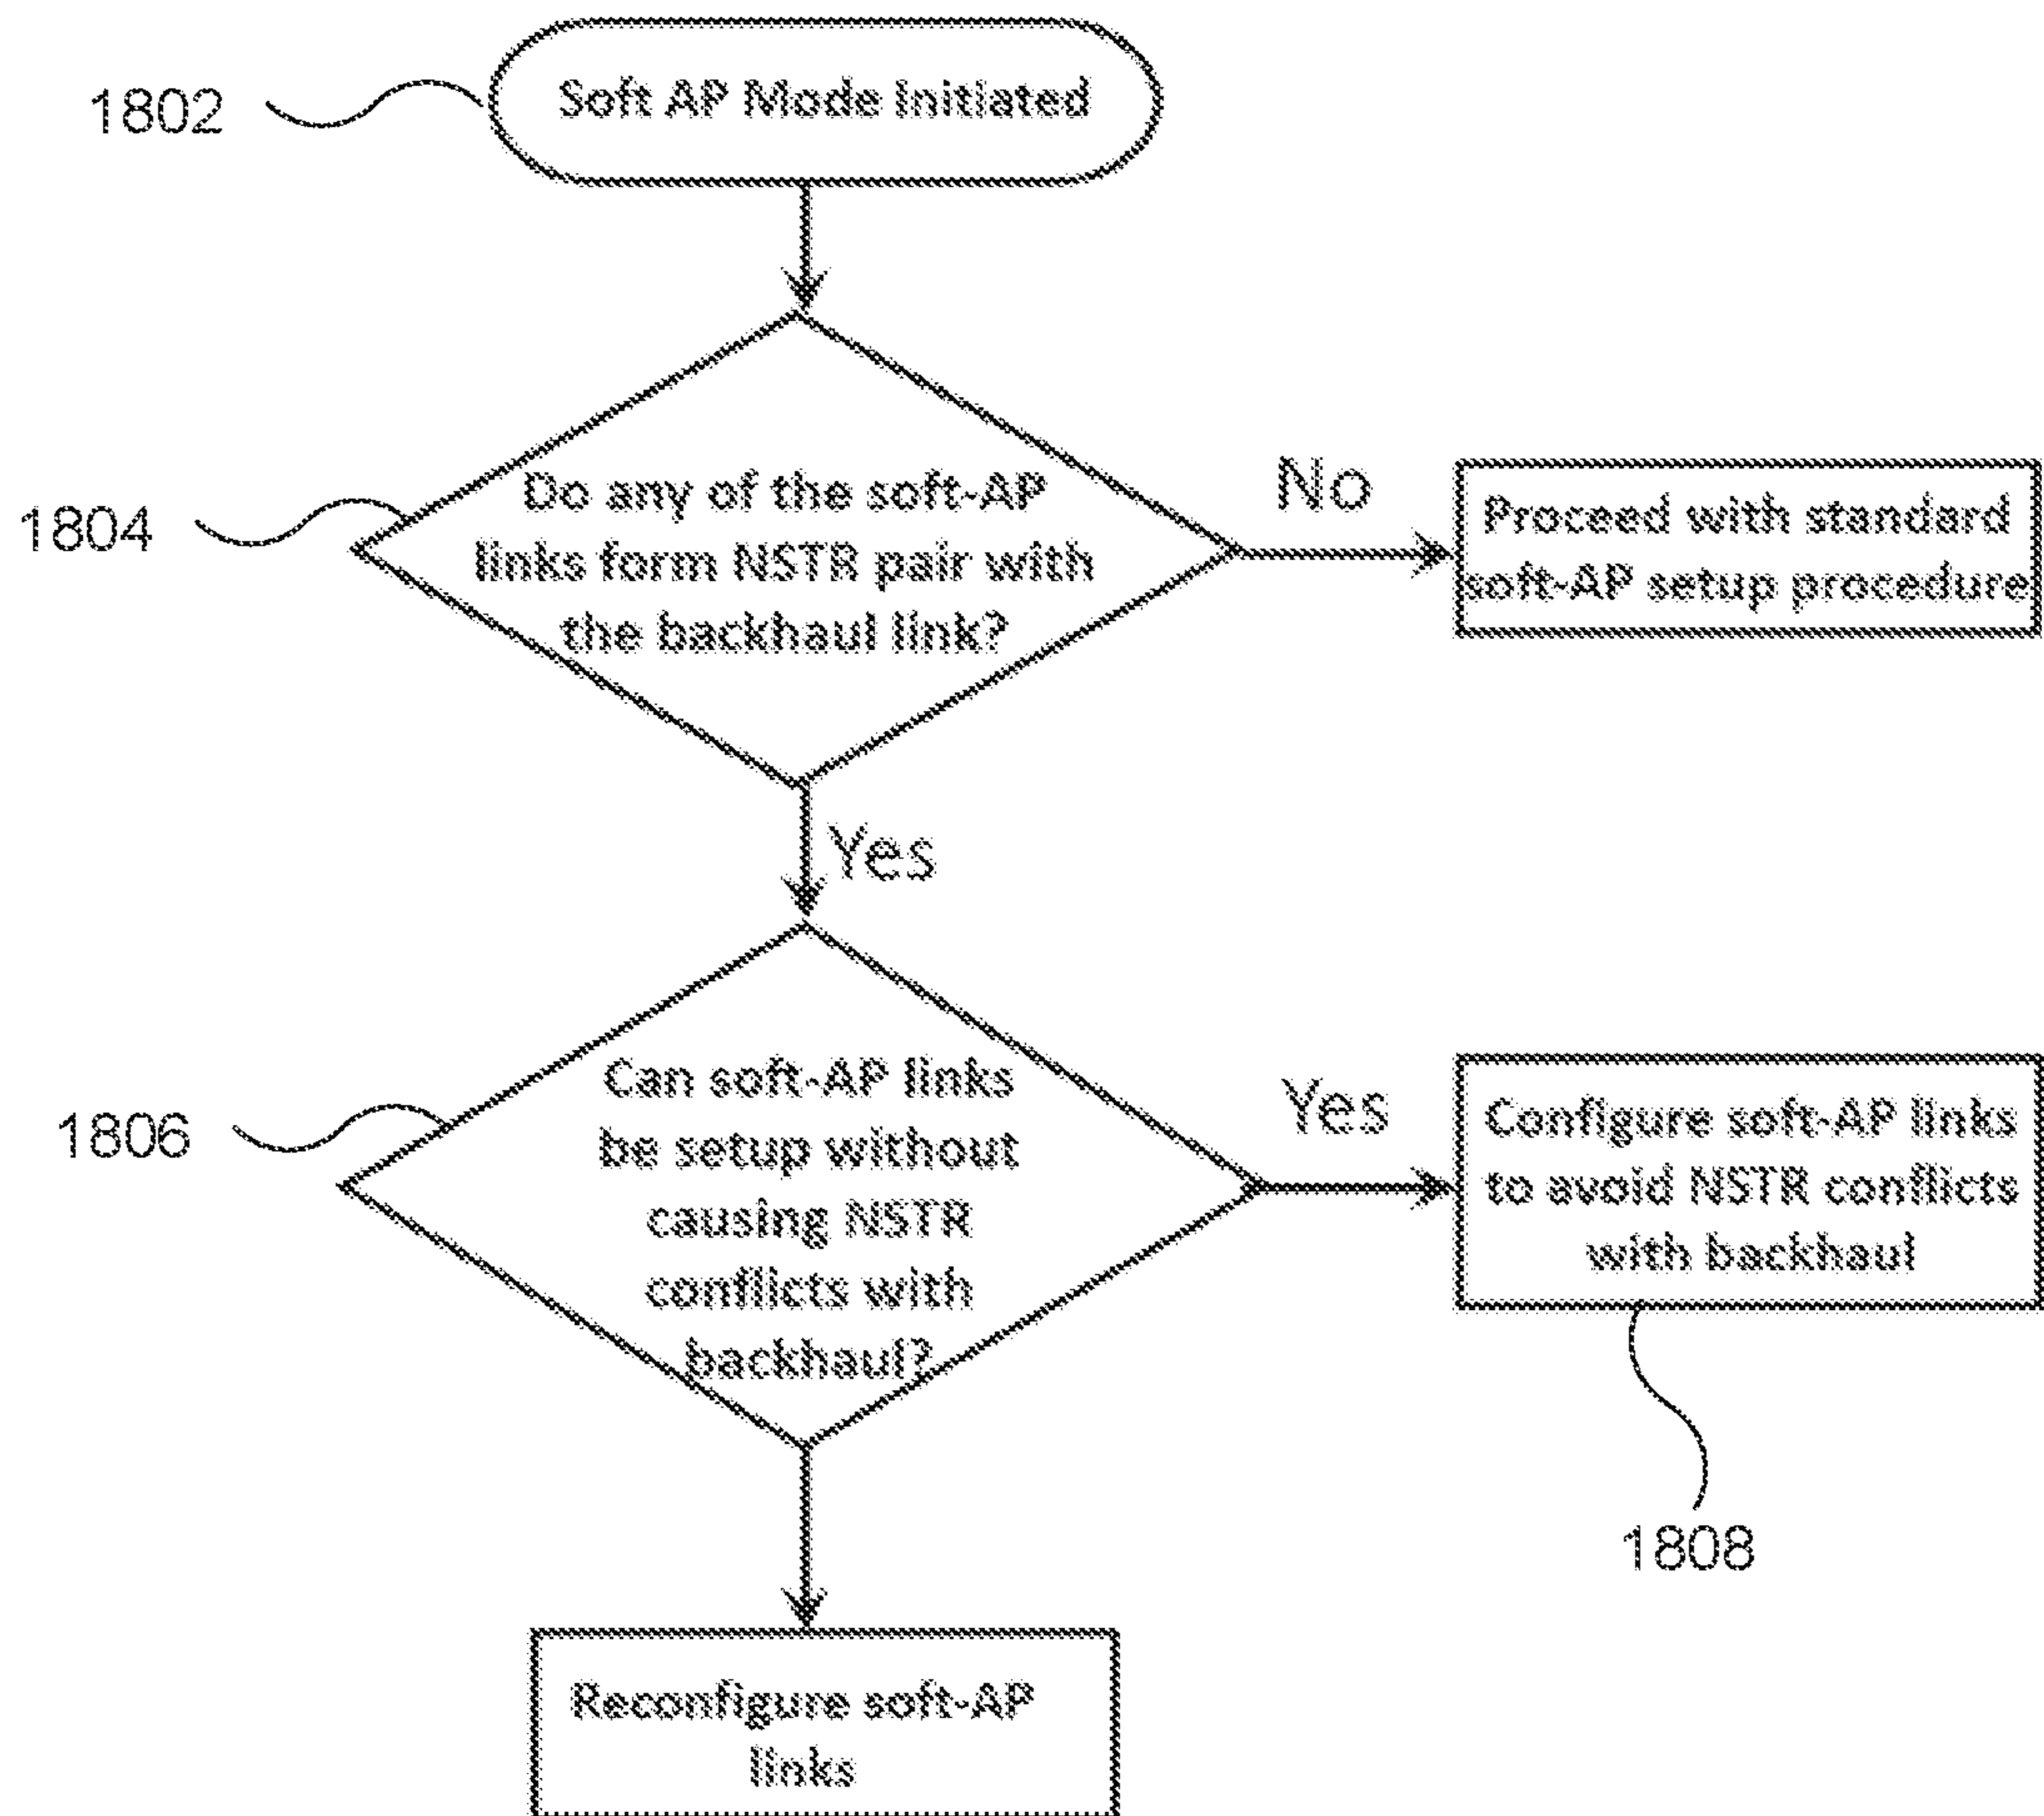 1802
Soft AP Mode Initiated
1804
Do any of the soft-AP
links form NSTR pair with
the backhaul link?
No
Proceed with standard
soft-AP setup procedure
Yes
1806
Can soft-AP links
be setup without
causing NSTR
conflicts with
backhaul?
Yes
Configure soft-AP links
to avoid NSTR conflicts
with backhaul
1808
Reconfigure soft-AP
links